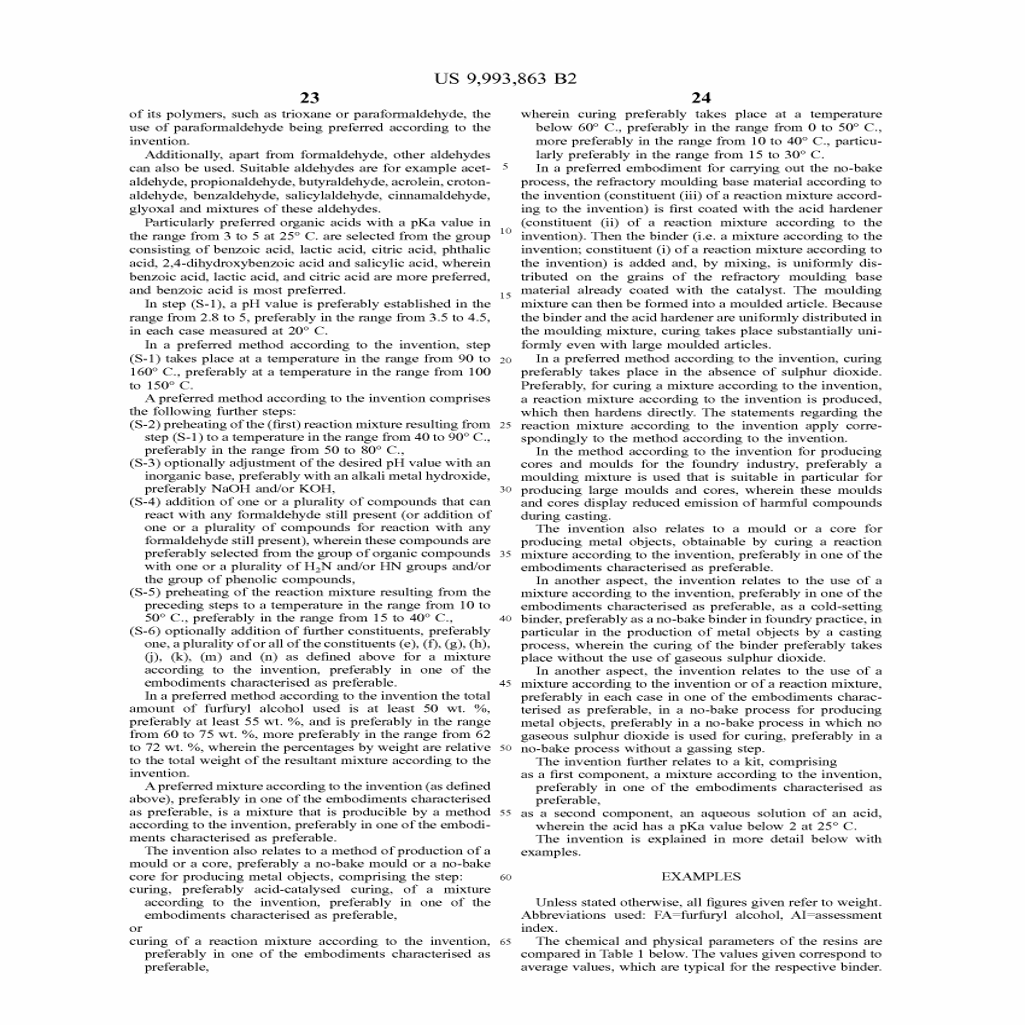 US 9,993,863 B2
23
of its polymers, such as trioxane or paraformaldehyde, the
use of paraformaldehyde being preferred according to the
invention.
Additionally, apart from formaldehyde, other aldehydes
can also be used. Suitable aldehydes are for example acet-
aldehyde, propionaldehyde, butyraldehyde, acrolein, croton-
aldehyde, benzaldehyde, salicylaldehyde, cinnamaldehyde,
glyoxal and mixtures of these aldehydes.
Particularly preferred organic acids with a pKa value in
the range from 3 to 5 at 25° C. are selected from the group
consisting of benzoic acid, lactic acid, citric acid, phthalic
acid, 2,4-dihydroxybenzoic acid and salicylic acid, wherein
benzoic acid, lactic acid, and citric acid are more preferred,
and benzoic acid is most preferred.
In step (S-1), a pH value is preferably established in the
range from 2.8 to 5, preferably in the range from 3.5 to 4.5,
in each case measured at 20° C.
In a preferred method according to the invention, step
(S-1) takes place at a temperature in the range from 90 to
160° C., preferably at a temperature in the range from 100
to 150° C.
A preferred method according to the invention comprises
the following further steps:
(S-2) preheating of the (first) reaction mixture resulting from
step (S-1) to a temperature in the range from 40 to 90° C.,
preferably in the range from 50 to 80° C.,
(S-3) optionally adjustment of the desired pH value with an
inorganic base, preferably with an alkali metal hydroxide,
preferably NaOH and/or KOH,
(S-4) addition of one or a plurality of compounds that can
react with any formaldehyde still present (or addition of
one or a plurality of compounds for reaction with any
formaldehyde still present), wherein these compounds are
preferably selected from the group of organic compounds
with one or a plurality of H₂N and/or HN groups and/or
the group of phenolic compounds,
(S-5) preheating of the reaction mixture resulting from the
preceding steps to a temperature in the range from 10 to
50° C., preferably in the range from 15 to 40° C.,
(S-6) optionally addition of further constituents, preferably
one, a plurality of or all of the constituents (e), (f), (g), (h),
(j), (k), (m) and (n) as defined above for a mixture
according to the invention, preferably in one of the
embodiments characterised as preferable.
In a preferred method according to the invention the total
amount of furfuryl alcohol used is at least 50 wt. %,
preferably at least 55 wt. %, and is preferably in the range
from 60 to 75 wt. %, more preferably in the range from 62
to 72 wt. %, wherein the percentages by weight are relative
to the total weight of the resultant mixture according to the
invention.
A preferred mixture according to the invention (as defined
above), preferably in one of the embodiments characterised
as preferable, is a mixture that is producible by a method
according to the invention, preferably in one of the embodi-
ments characterised as preferable.
The invention also relates to a method of production of a
mould or a core, preferably a no-bake mould or a no-bake
core for producing metal objects, comprising the step:
curing, preferably acid-catalysed curing, of a mixture
according to the invention, preferably in one of the
embodiments characterised as preferable,
or
curing of a reaction mixture according to the invention,
preferably in one of the embodiments characterised as
preferable,
5
10
15
20
25
30
35
40
45
50
55
60
65
24
wherein curing preferably takes place at a temperature
below 60° C., preferably in the range from 0 to 50° C.,
more preferably in the range from 10 to 40° C., particu-
larly preferably in the range from 15 to 30° C.
In a preferred embodiment for carrying out the no-bake
process, the refractory moulding base material according to
the invention (constituent (iii) of a reaction mixture accord-
ing to the invention) is first coated with the acid hardener
(constituent (ii) of a reaction mixture according to the
invention). Then the binder (i.e. a mixture according to the
invention; constituent (i) of a reaction mixture according to
the invention) is added and, by mixing, is uniformly dis-
tributed on the grains of the refractory moulding base
material already coated with the catalyst. The moulding
mixture can then be formed into a moulded article. Because
the binder and the acid hardener are uniformly distributed in
the moulding mixture, curing takes place substantially uni-
formly even with large moulded articles.
In a preferred method according to the invention, curing
preferably takes place in the absence of sulphur dioxide.
Preferably, for curing a mixture according to the invention,
a reaction mixture according to the invention is produced,
which then hardens directly. The statements regarding the
reaction mixture according to the invention apply corre-
spondingly to the method according to the invention.
In the method according to the invention for producing
cores and moulds for the foundry industry, preferably a
moulding mixture is used that is suitable in particular for
producing large moulds and cores, wherein these moulds
and cores display reduced emission of harmful compounds
during casting.
The invention also relates to a mould or a core for
producing metal objects, obtainable by curing a reaction
mixture according to the invention, preferably in one of the
embodiments characterised as preferable.
In another aspect, the invention relates to the use of a
mixture according to the invention, preferably in one of the
embodiments characterised as preferable, as a cold-setting
binder, preferably as a no-bake binder in foundry practice, in
particular in the production of metal objects by a casting
process, wherein the curing of the binder preferably takes
place without the use of gaseous sulphur dioxide.
In another aspect, the invention relates to the use of a
mixture according to the invention or of a reaction mixture,
preferably in each case in one of the embodiments charac-
terised as preferable, in a no-bake process for producing
metal objects, preferably in a no-bake process in which no
gaseous sulphur dioxide is used for curing, preferably in a
no-bake process without a gassing step.
The invention further relates to a kit, comprising
as a first component, a mixture according to the invention,
preferably in one of the embodiments characterised as
preferable,
as a second component, an aqueous solution of an acid,
wherein the acid has a pKa value below 2 at 25° C.
The invention is explained in more detail below with
examples.
EXAMPLES
Unless stated otherwise, all figures given refer to weight.
Abbreviations used: FA=furfuryl alcohol, AI=assessment
index.
The chemical and physical parameters of the resins are
compared in Table 1 below. The values given correspond to
average values, which are typical for the respective binder.